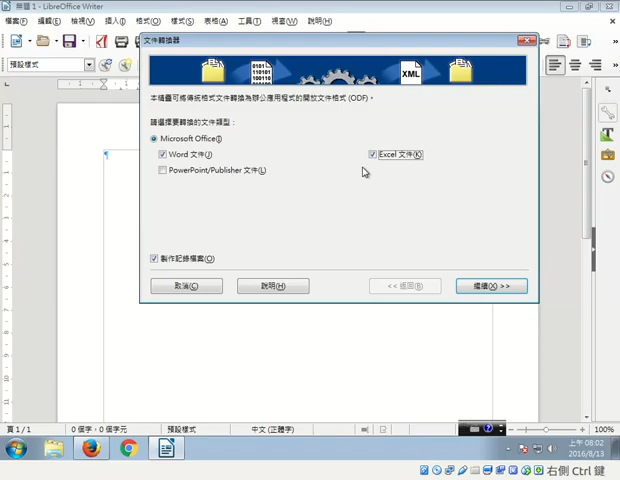 無題 1 - LibreOffice Writer
檔案(F) 編輯(E) 檢視(V) 插入(I) 格式(O) 樣式(S) 表格(A) 工具(T) 視窗(W) 說明(H)
預設樣式
文件轉換器
0101
110101
100101
000110
XML
本精靈可將傳統格式文件轉換為辦公應用程式的開放文件格式 (ODF)。
請選擇要轉換的文件類型：
Microsoft Office(I)
Word 文件(J)
Excel 文件(K)
PowerPoint/Publisher 文件(L)
製作記錄檔案(O)
取消(C)
說明(H)
<< 返回(B)
繼續(X) >>
頁 1 / 1
0 個字，0 個字元
預設樣式
中文 (正體字)
100%
上午 08:02
2016/8/13
右側 Ctrl 鍵